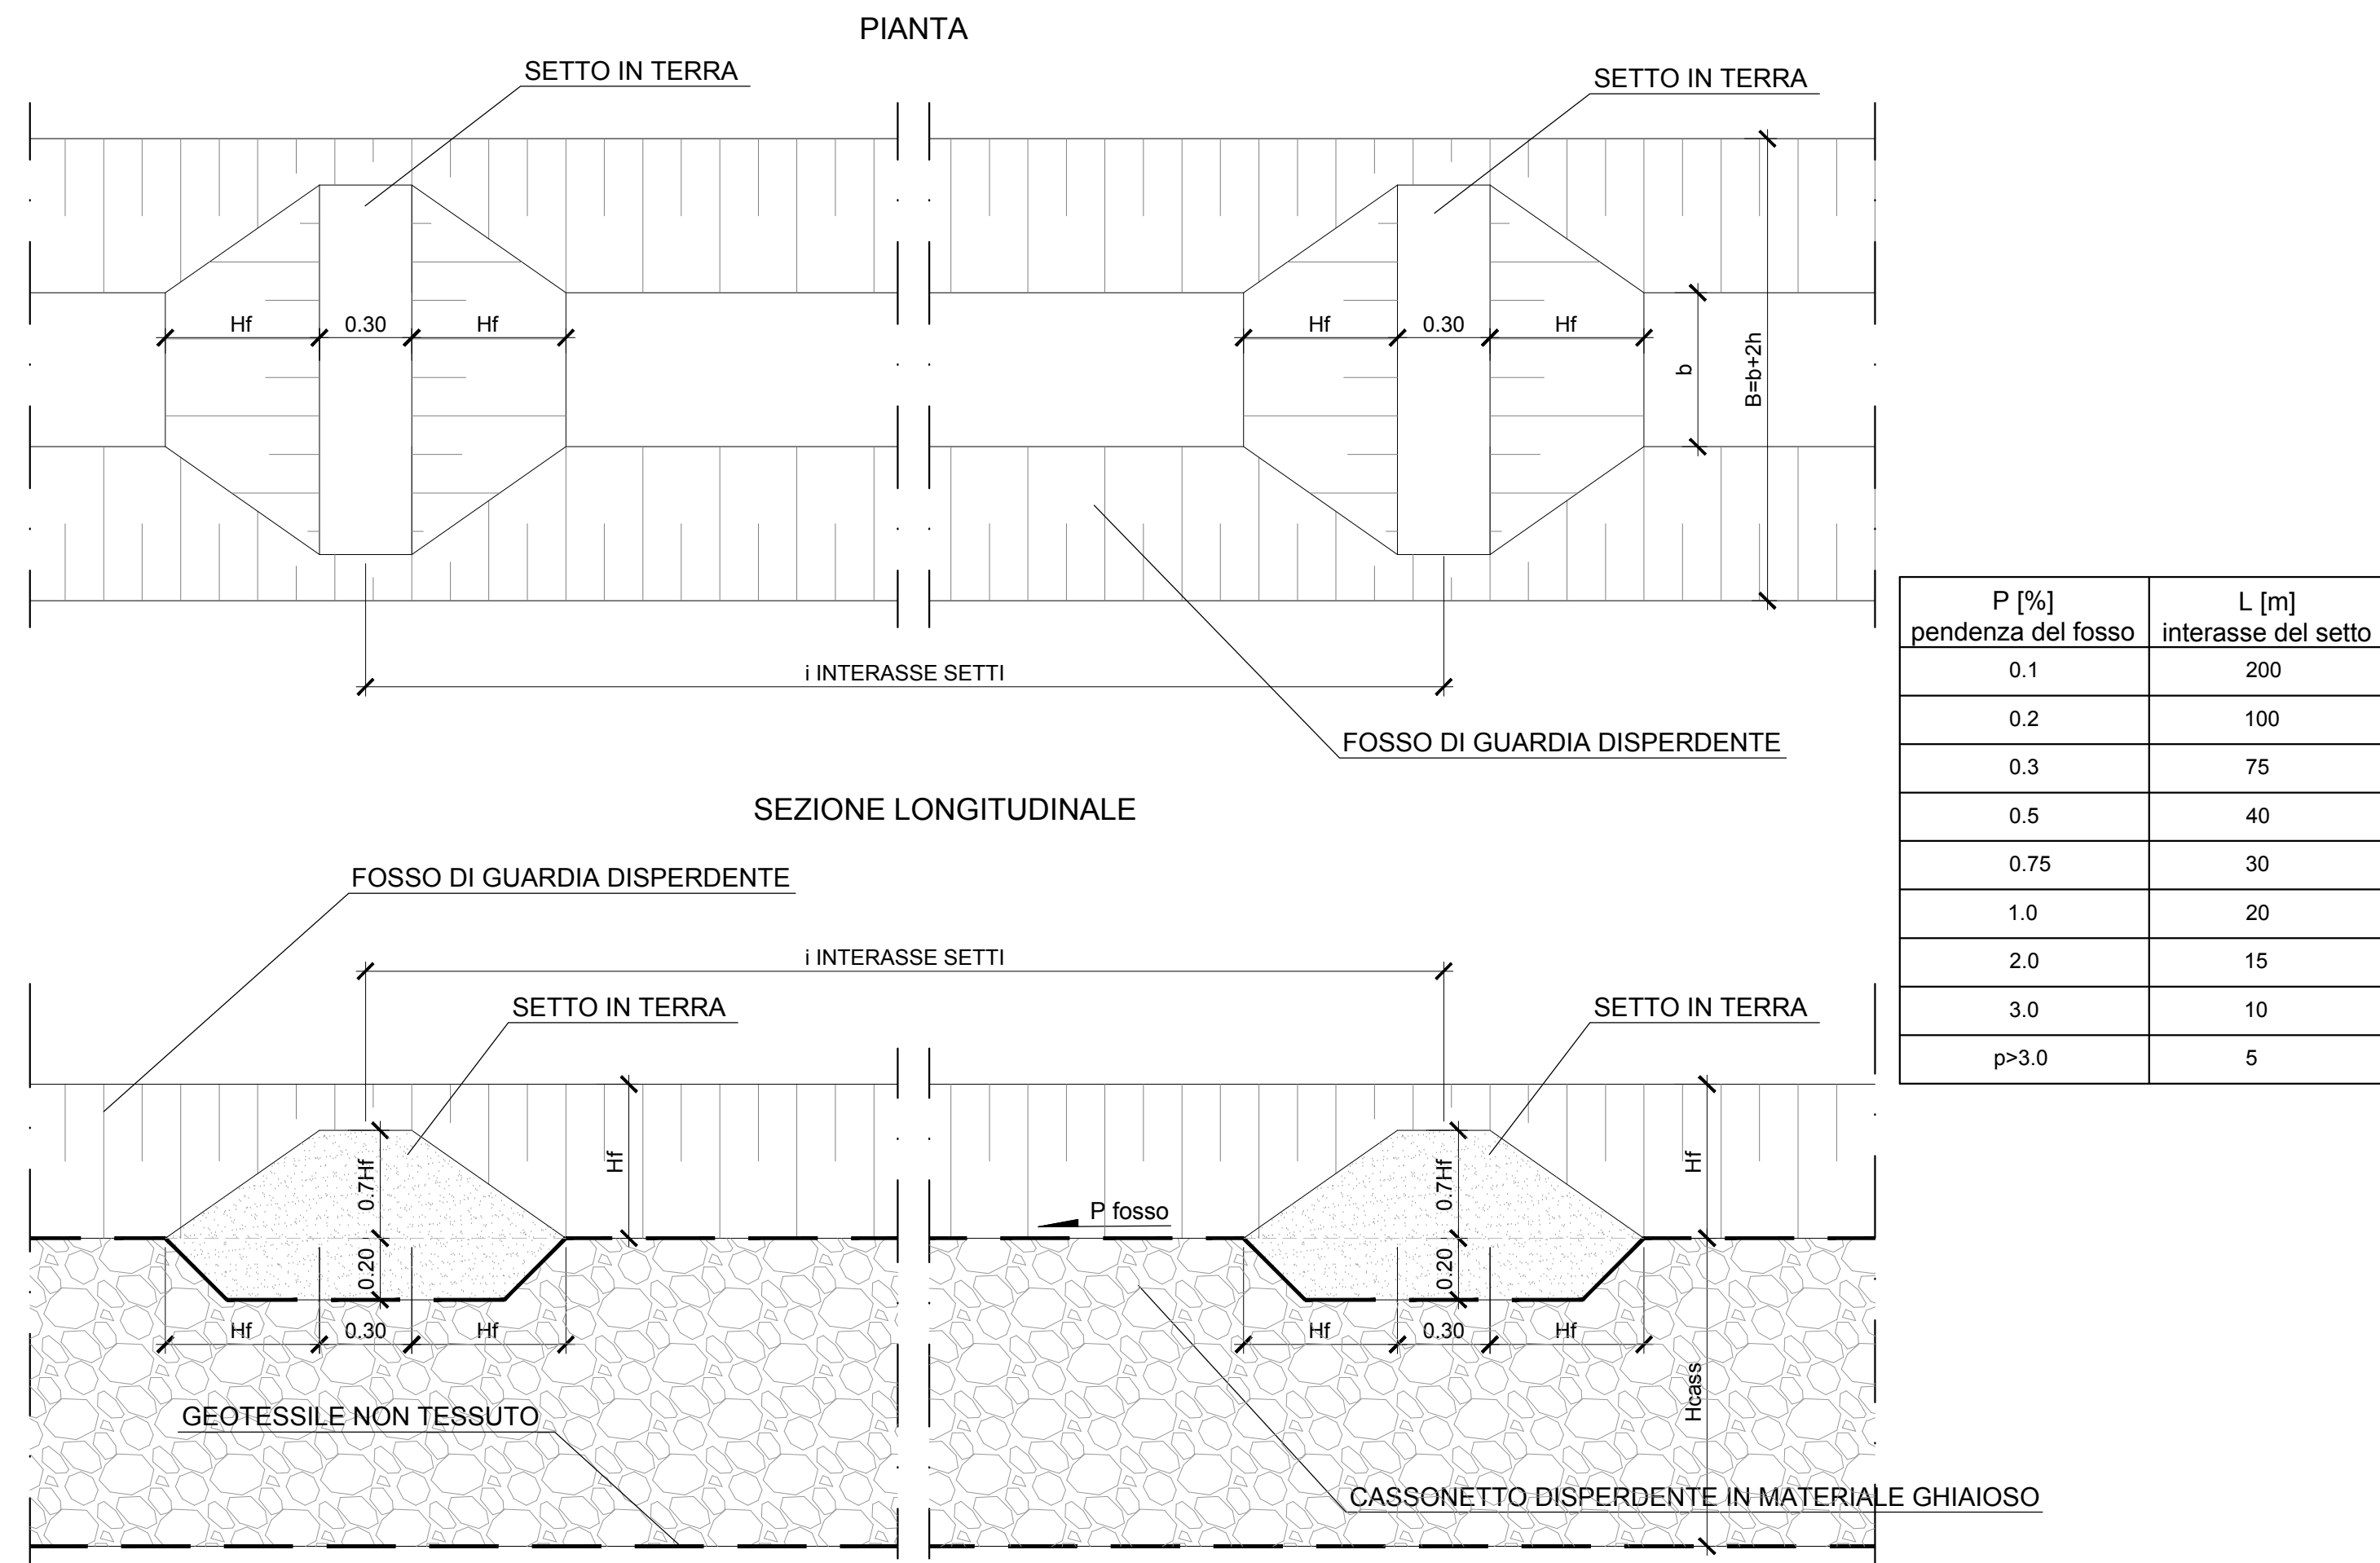 PIANTA
SETTO IN TERRA
SETTO IN TERRA
Hf
0.30
Hf
Hf
0.30
Hf
b
B=b+2h
i INTERASSE SETTI
FOSSO DI GUARDIA DISPERDENTE
P [%]
pendenza del fosso
L [m]
interasse del setto
0.1
200
0.2
100
0.3
75
0.5
40
0.75
30
1.0
20
2.0
15
3.0
10
p>3.0
5
SEZIONE LONGITUDINALE
FOSSO DI GUARDIA DISPERDENTE
i INTERASSE SETTI
SETTO IN TERRA
SETTO IN TERRA
0.7Hf
Hf
0.7Hf
Hf
P fosso
0.20
0.20
Hf
0.30
Hf
Hf
0.30
Hf
Hcass
GEOTESSILE NON TESSUTO
CASSONETTO DISPERDENTE IN MATERIALE GHIAIOSO